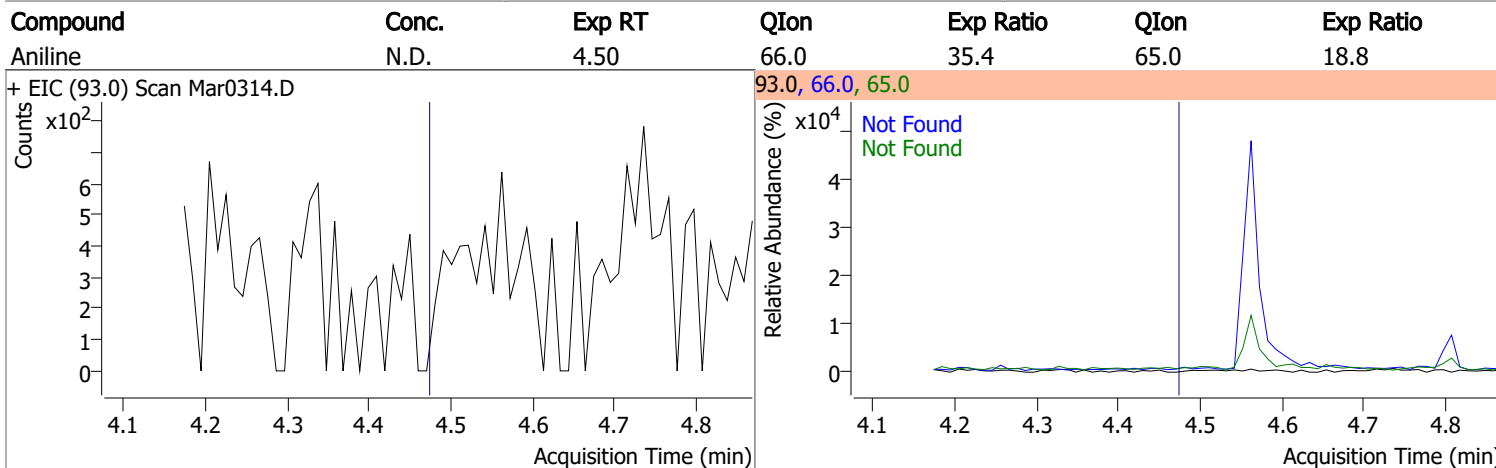 Compound Conc. Exp RT QIon Exp Ratio QIon Exp Ratio
Aniline N.D. 4.50 66.0 35.4 65.0 18.8
+ EIC (93.0) Scan Mar0314.D
Counts
x10²
6
5
4
3
2
1
0
4.1 4.2 4.3 4.4 4.5 4.6 4.7 4.8
Acquisition Time (min)
93.0, 66.0, 65.0
Relative Abundance (%)
x10⁴
Not Found
Not Found
4
3
2
1
0
4.1 4.2 4.3 4.4 4.5 4.6 4.7 4.8
Acquisition Time (min)